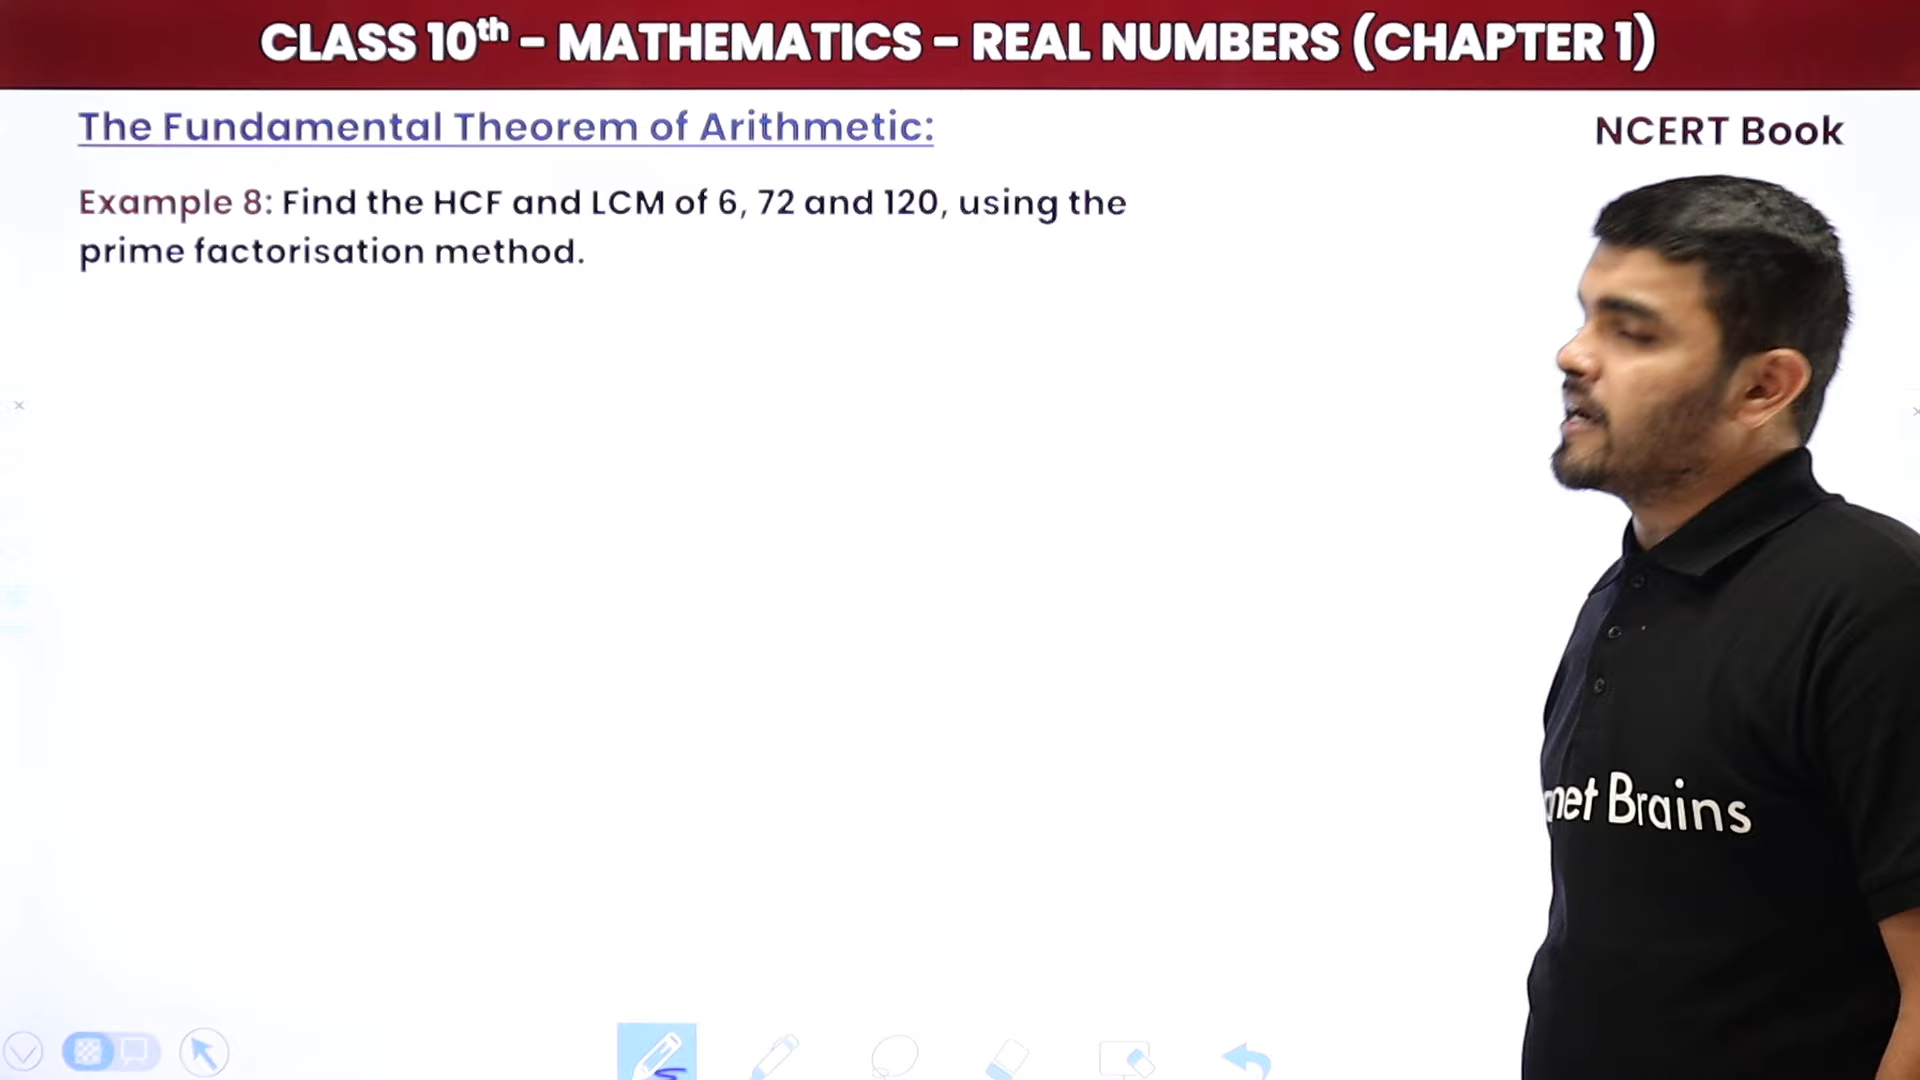 CLASS 10th - MATHEMATICS - REAL NUMBERS (CHAPTER 1)
The Fundamental Theorem of Arithmetic:
NCERT Book
Example 8: Find the HCF and LCM of 6, 72 and 120, using the
prime factorisation method.
net Brains